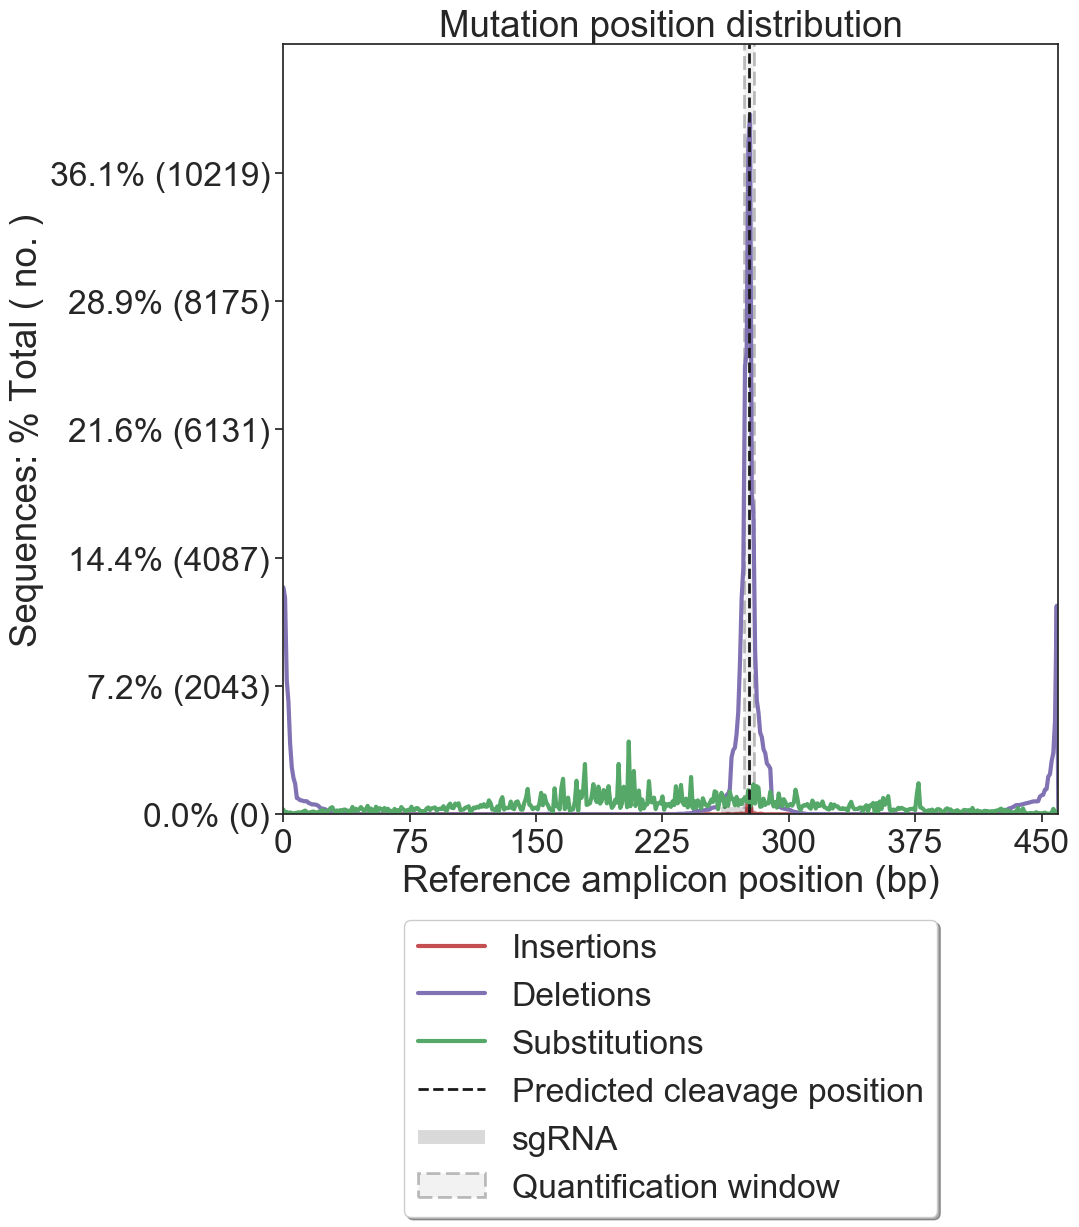 Mutation position distribution
Sequences: % Total ( no. )
36.1% (10219)
28.9% (8175)
21.6% (6131)
14.4% (4087)
7.2% (2043)
0.0% (0)
0 75 150 225 300 375 450
Reference amplicon position (bp)
Insertions
Deletions
Substitutions
Predicted cleavage position
sgRNA
Quantification window